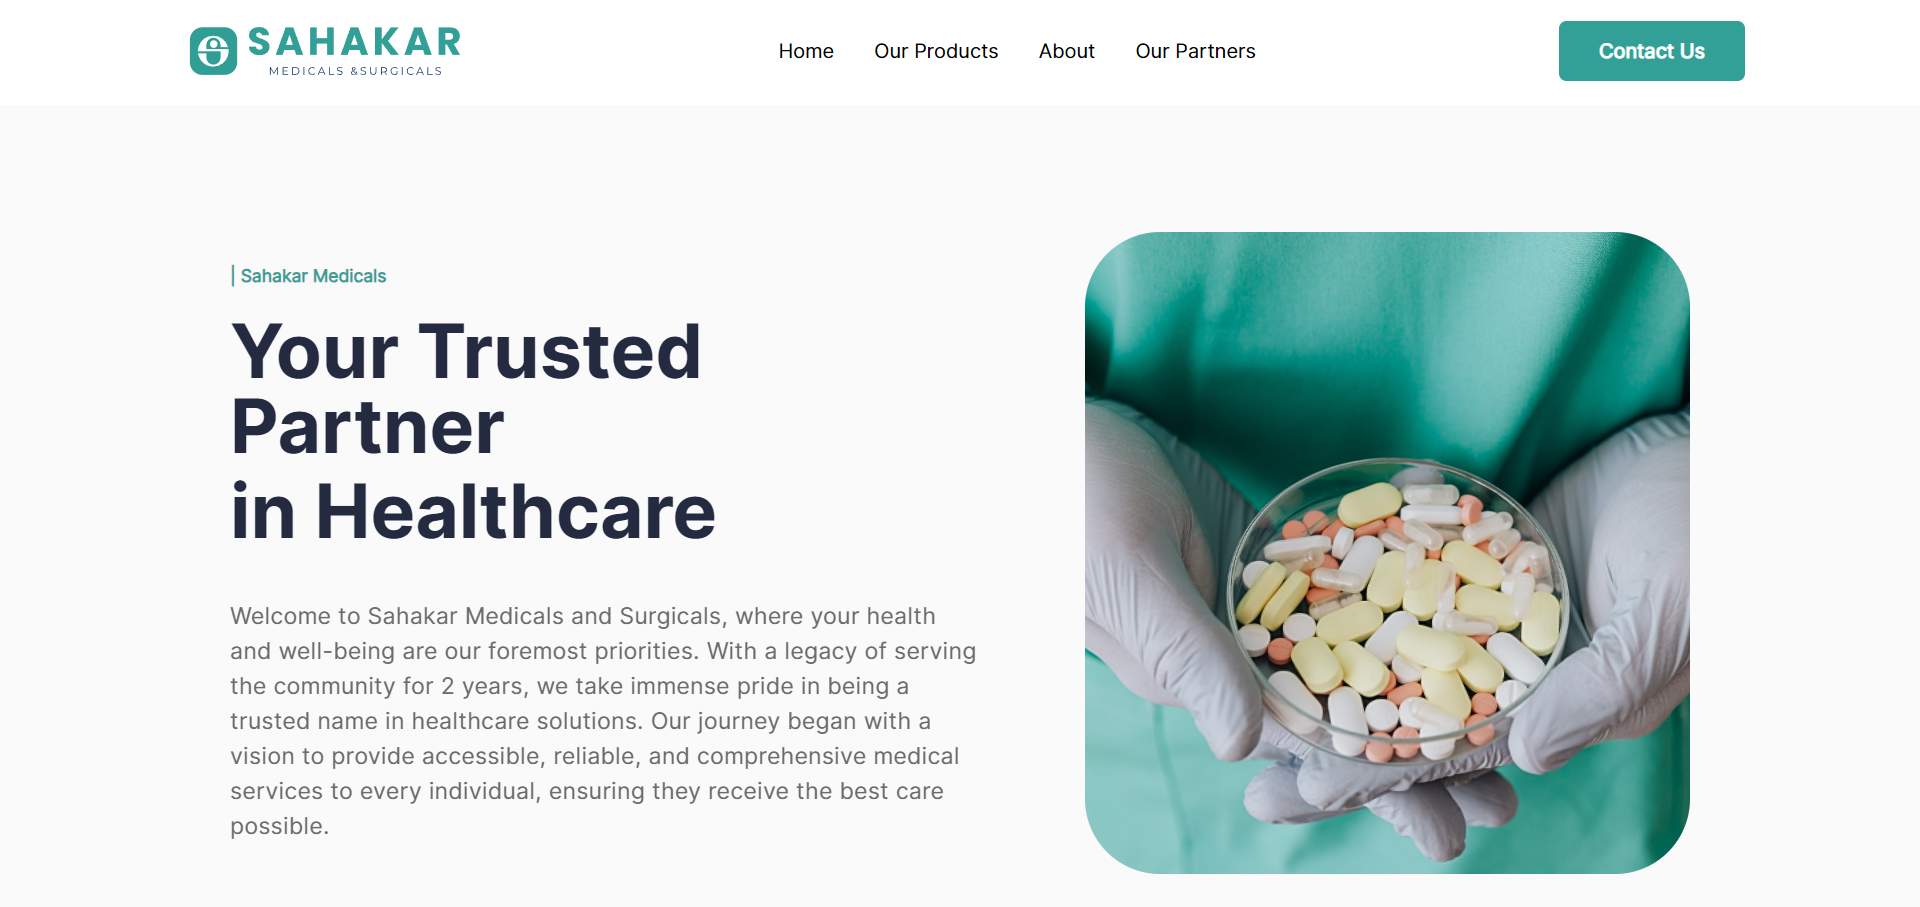 SAHAKAR
MEDICALS &SURGICALS
Home
Our Products
About
Our Partners
Contact Us
| Sahakar Medicals
Your Trusted
Partner
in Healthcare
Welcome to Sahakar Medicals and Surgicals, where your health
and well-being are our foremost priorities. With a legacy of serving
the community for 2 years, we take immense pride in being a
trusted name in healthcare solutions. Our journey began with a
vision to provide accessible, reliable, and comprehensive medical
services to every individual, ensuring they receive the best care
possible.